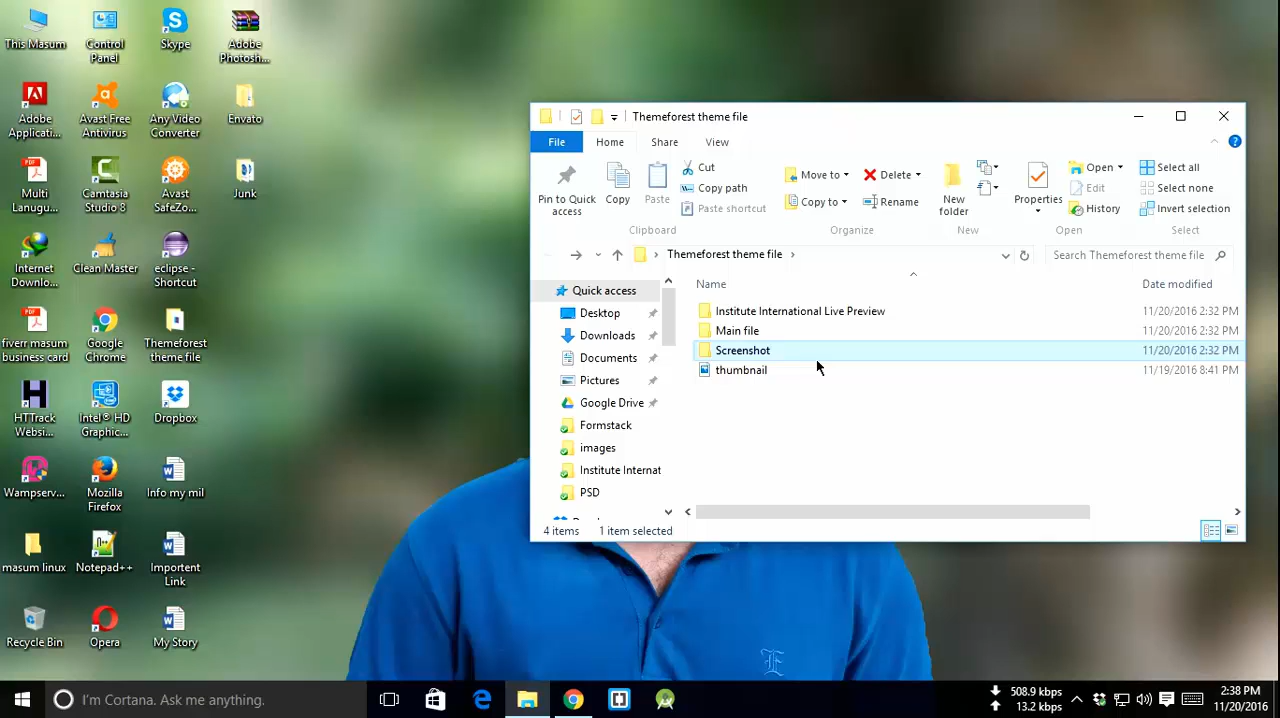 This Masum
Control
Panel
Skype
Adobe
Photosh...
Adobe
Applicati...
Avast Free
Antivirus
Any Video
Converter
Envato
Multi
Lanugu...
Camtasia
Studio 8
Avast
SafeZo...
Junk
Internet
Downlo...
Clean Master
eclipse -
Shortcut
fiverr masum
business card
Google
Chrome
Themeforest
theme file
HTTrack
Websi...
Intel® HD
Graphic...
Dropbox
Wampserv...
Mozilla
Firefox
Info my mil
masum linux
Notepad++
Importent
Link
Recycle Bin
Opera
My Story
Themeforest theme file
File
Home
Share
View
Pin to Quick
access
Copy
Paste
Cut
Copy path
Paste shortcut
Clipboard
Move to
Copy to
Delete
Rename
Organize
New
folder
New
Properties
Open
Edit
History
Open
Select all
Select none
Invert selection
Select
Themeforest theme file
Search Themeforest theme file
Quick access
Desktop
Downloads
Documents
Pictures
Google Drive
Formstack
images
Institute Internat
PSD
Name
Date modified
Institute International Live Preview
11/20/2016 2:32 PM
Main file
11/20/2016 2:32 PM
Screenshot
11/20/2016 2:32 PM
thumbnail
11/19/2016 8:41 PM
4 items
1 item selected
I'm Cortana. Ask me anything.
508.9 kbps
13.2 kbps
2:38 PM
11/20/2016